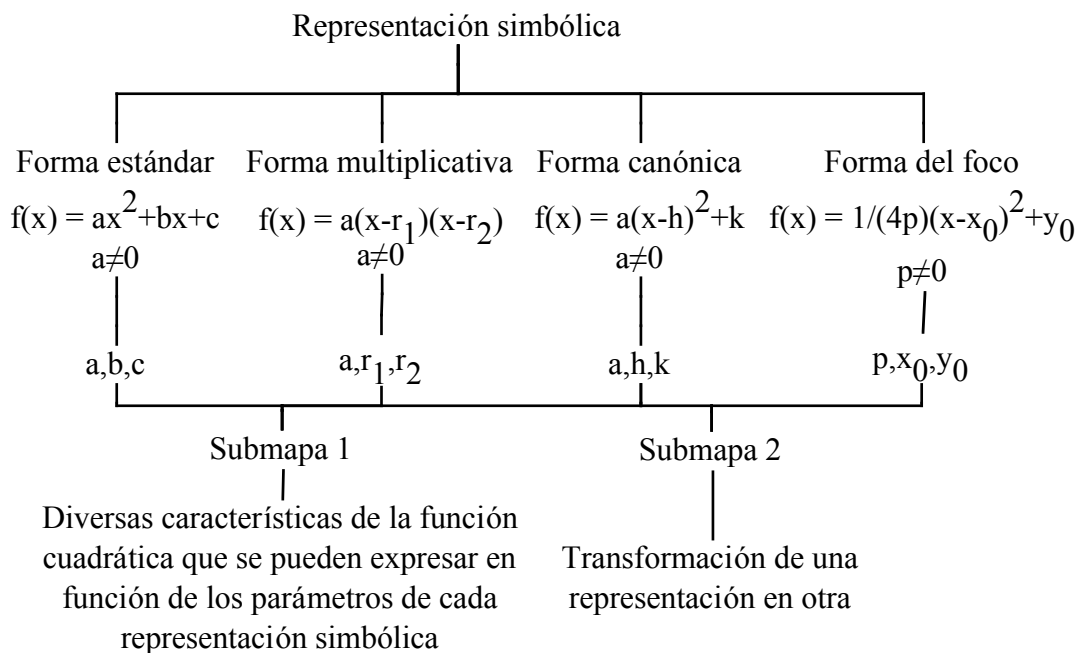 Representación simbólica
Forma estándar
Forma multiplicativa
Forma canónica
Forma del foco
f(x) = ax²+bx+c
a≠0
f(x) = a(x-r₁)(x-r₂)
a≠0
f(x) = a(x-h)²+k
a≠0
f(x) = 1/(4p)(x-x₀)²+y₀
p≠0
a,b,c
a,r₁,r₂
a,h,k
p,x₀,y₀
Submapa 1
Submapa 2
Diversas características de la función
cuadrática que se pueden expresar en
función de los parámetros de cada
representación simbólica
Transformación de una
representación en otra